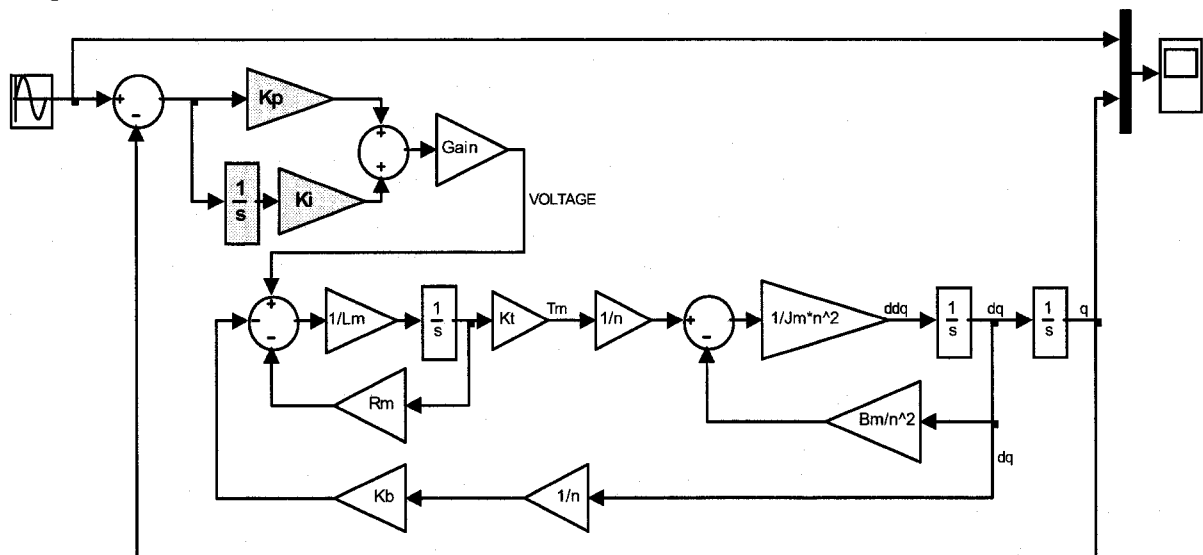 +
-
Kp
+
+
Gain
1
s
Ki
VOLTAGE
+
-
-
1/Lm
1
s
Kt
Tm
1/n
+
-
1/Jm*n^2
ddq
1
s
dq
1
s
q
Rm
Bm/n^2
dq
Kb
1/n